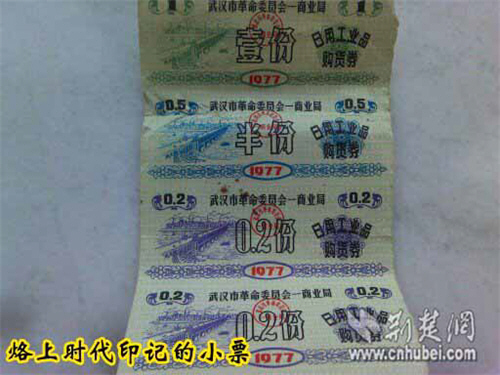 1 武汉市革命委员会一商业局 1
壹份
日用工业品
购货券
1977
0.5 武汉市革命委员会一商业局 0.5
半份
日用工业品
购货券
1977
0.2 武汉市革命委员会一商业局 0.2
0.2份
日用工业品
购货券
1977
0.2 武汉市革命委员会一商业局 0.2
0.2份
日用工业品
购货券
1977
烙上时代印记的小票
荆楚网
www.cnhubei.com